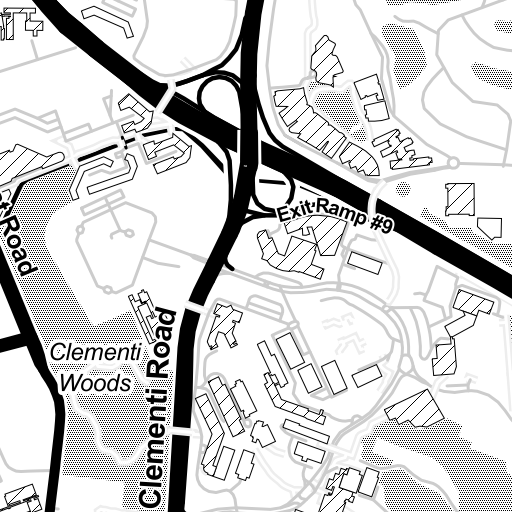 Exit Ramp #9
t Road
Clementi
Woods
Clementi Road